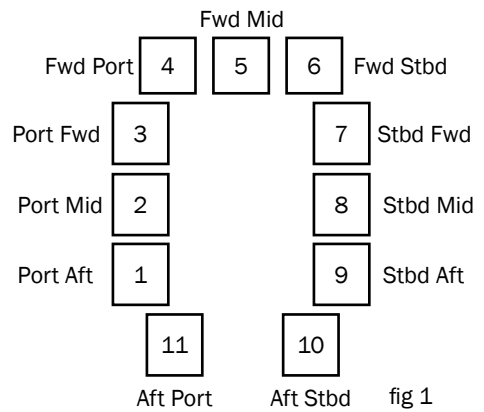 Fwd Mid
Fwd Port 4 5 6 Fwd Stbd
Port Fwd 3 7 Stbd Fwd
Port Mid 2 8 Stbd Mid
Port Aft 1 9 Stbd Aft
11 10
Aft Port Aft Stbd fig 1